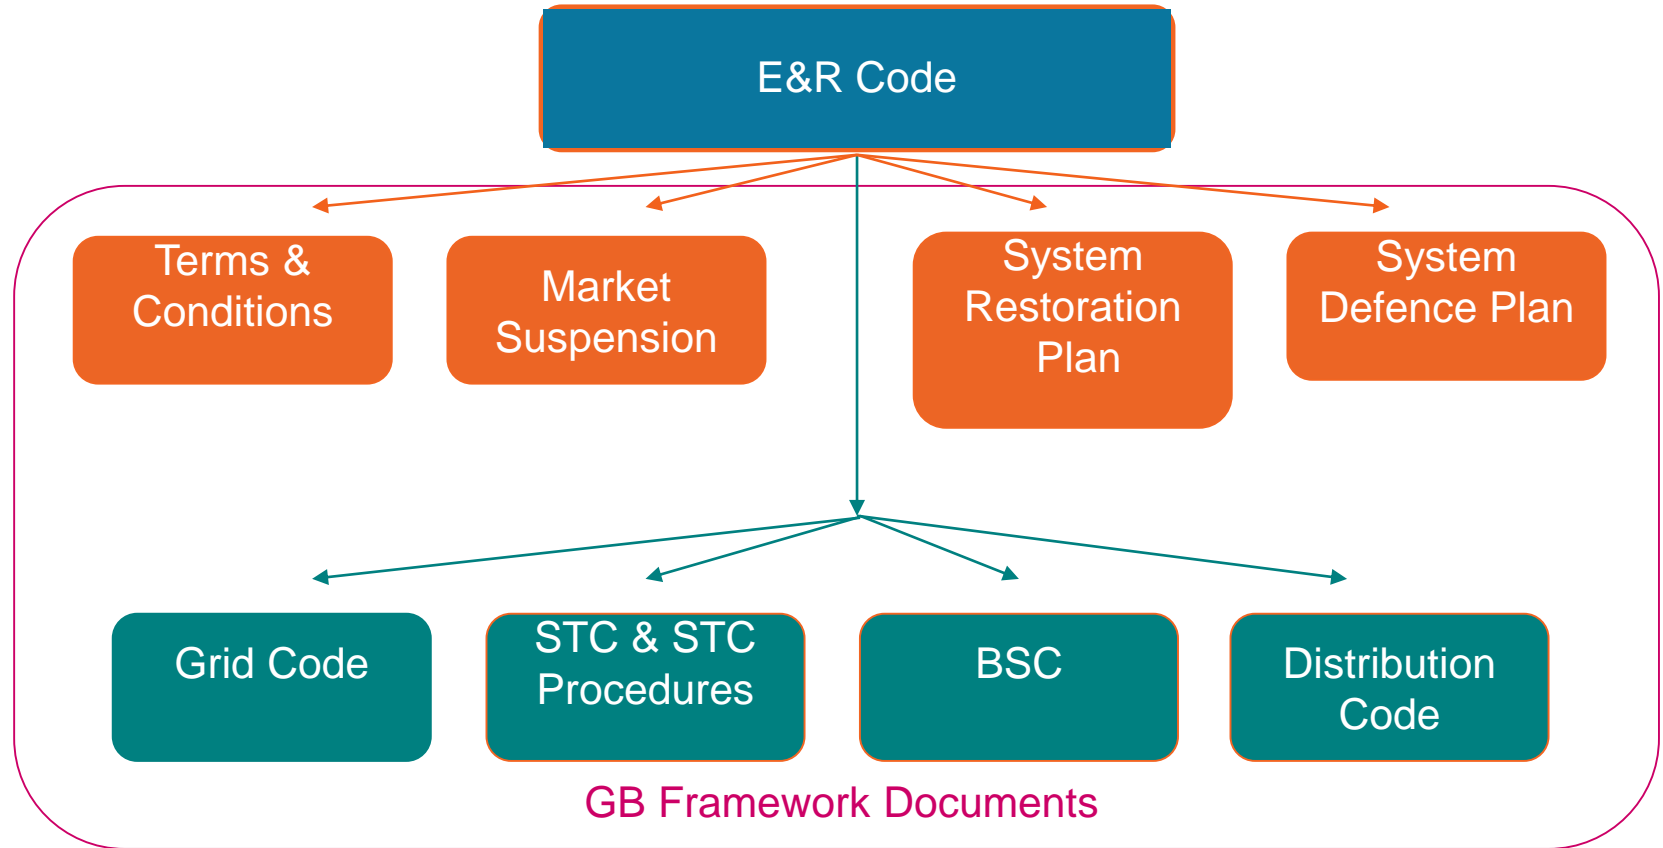 E&R Code
Terms &
Conditions
Market
Suspension
System
Restoration
Plan
System
Defence Plan
Grid Code
STC & STC
Procedures
BSC
Distribution
Code
GB Framework Documents